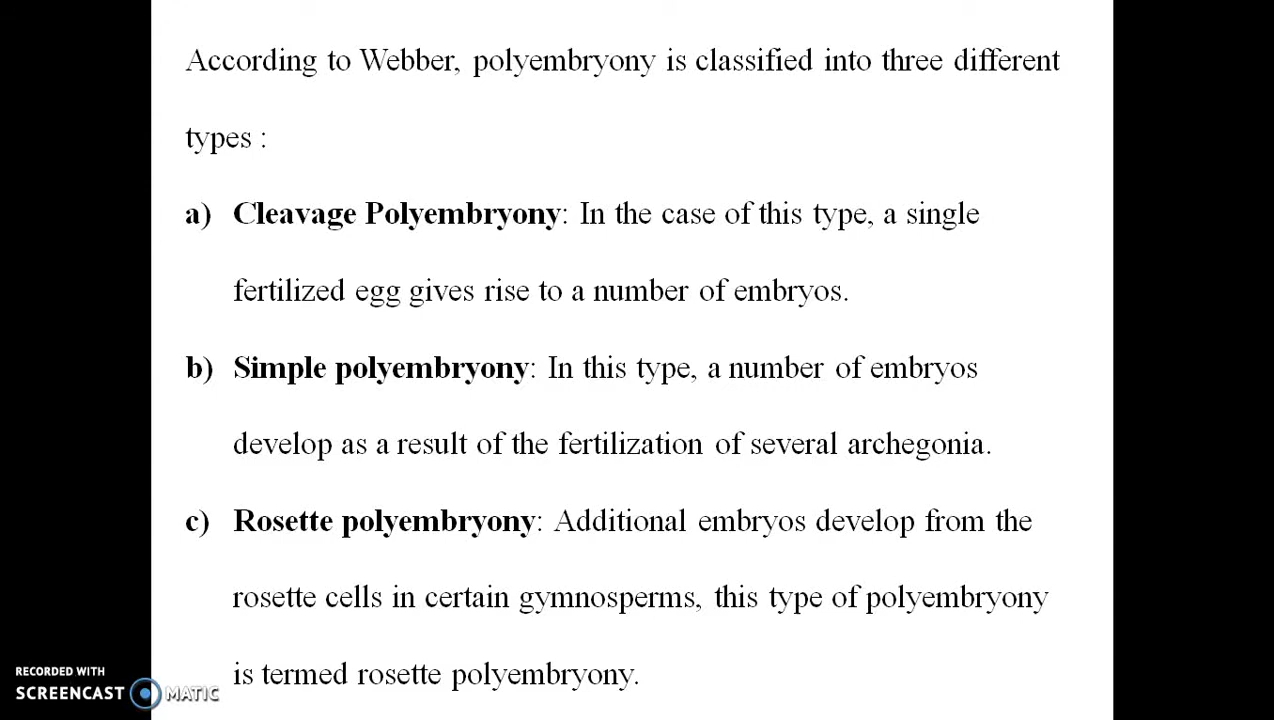 According to Webber, polyembryony is classified into three different
types :
a) Cleavage Polyembryony: In the case of this type, a single
fertilized egg gives rise to a number of embryos.
b) Simple polyembryony: In this type, a number of embryos
develop as a result of the fertilization of several archegonia.
c) Rosette polyembryony: Additional embryos develop from the
rosette cells in certain gymnosperms, this type of polyembryony
is termed rosette polyembryony.
RECORDED WITH
SCREENCAST MATIC